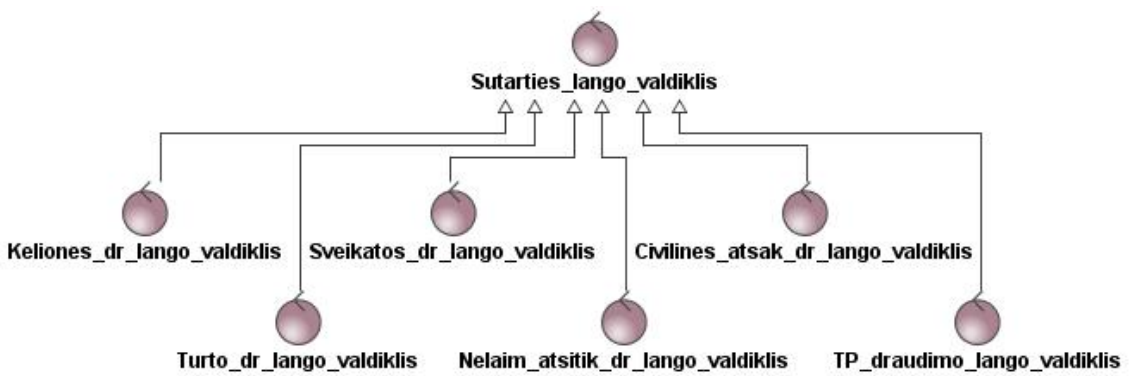 Sutarties_lango_valdiklis
Keliones_dr_lango_valdiklis Sveikatos_dr_lango_valdiklis Civilines_atsak_dr_lango_valdiklis
Turto_dr_lango_valdiklis Nelaim_atsitik_dr_lango_valdiklis TP_draudimo_lango_valdiklis